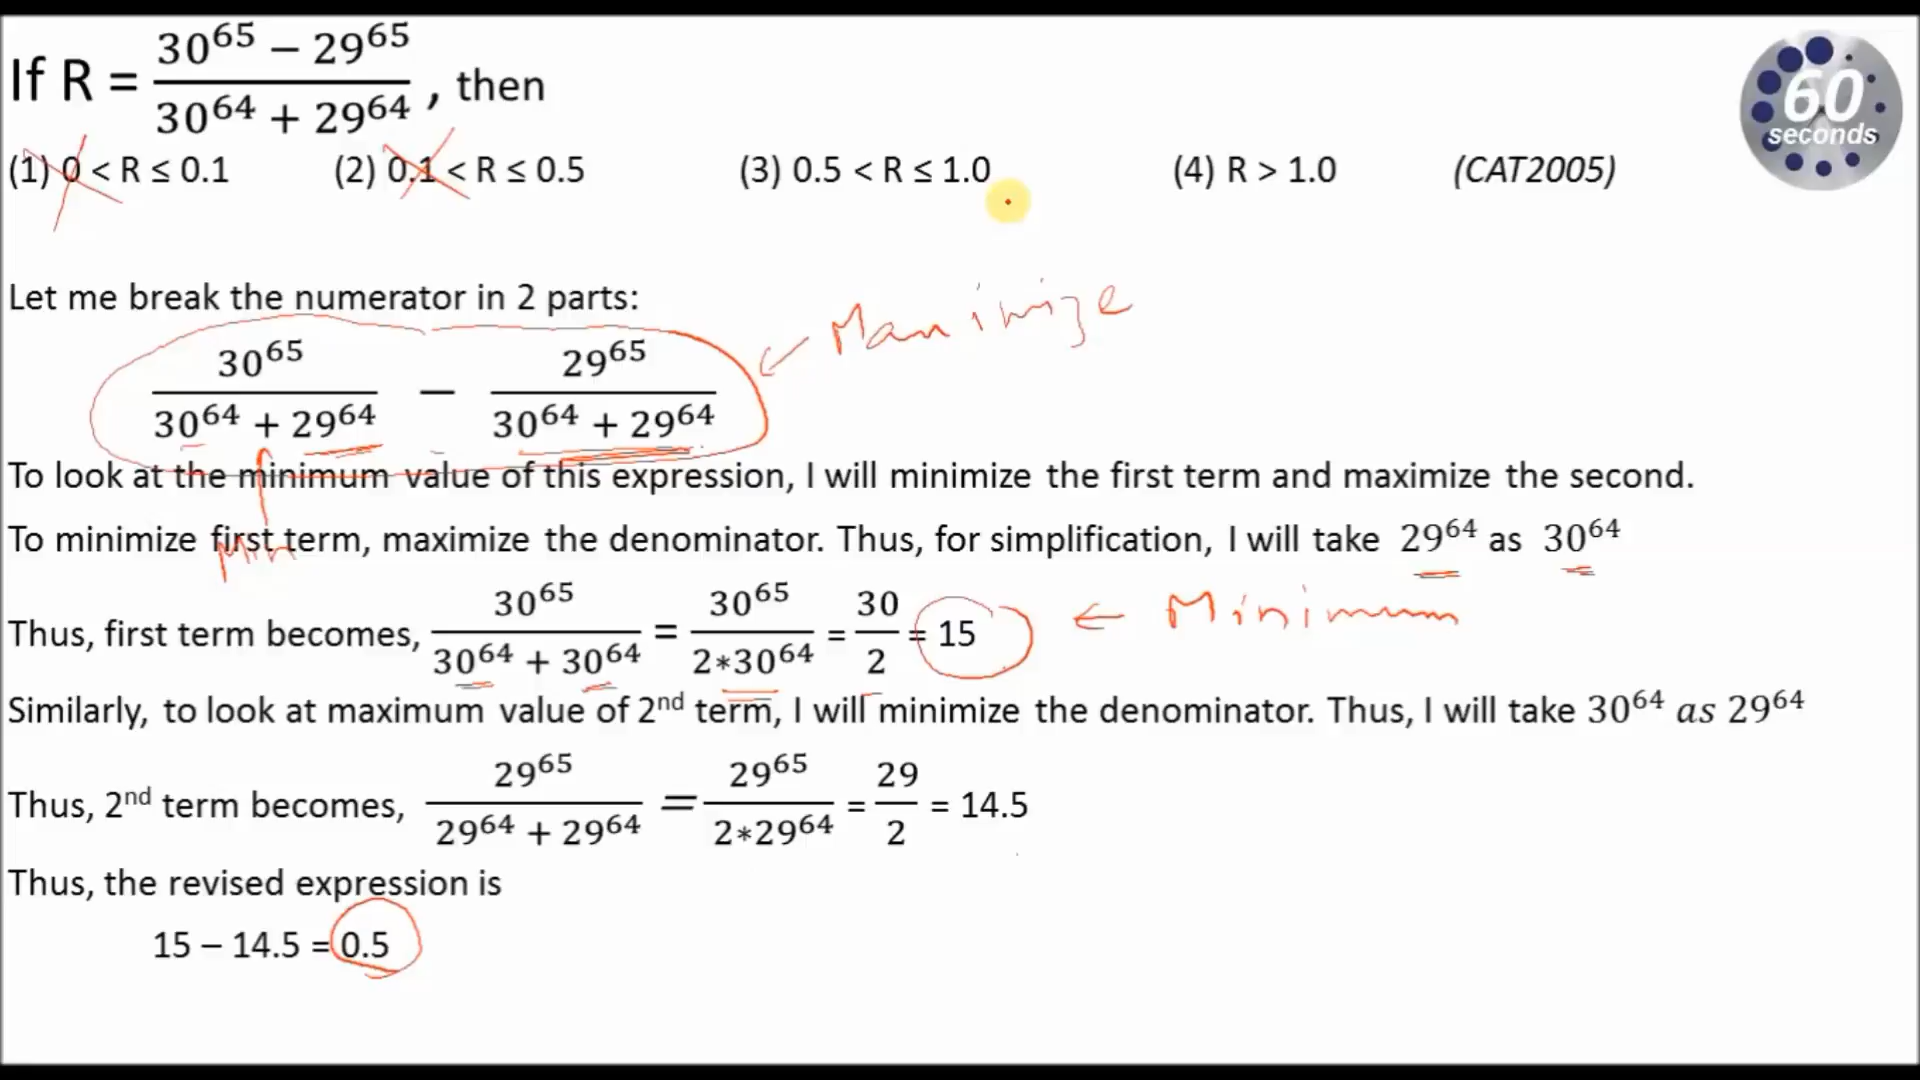 If R = (30^65 − 29^65)/(30^64 + 29^64) , then
60 seconds
(1) 0 < R ≤ 0.1 (2) 0.1 < R ≤ 0.5 (3) 0.5 < R ≤ 1.0 (4) R > 1.0 (CAT2005)
Let me break the numerator in 2 parts:
30^65/(30^64 + 29^64) − 29^65/(30^64 + 29^64) ← Maximize
To look at the minimum value of this expression, I will minimize the first term and maximize the second.
To minimize first term, maximize the denominator. Thus, for simplification, I will take 29^64 as 30^64
Min
Thus, first term becomes, 30^65/(30^64 + 30^64) = 30^65/(2*30^64) = 30/2 = 15 ← Minimum
Similarly, to look at maximum value of 2nd term, I will minimize the denominator. Thus, I will take 30^64 as 29^64
Thus, 2nd term becomes, 29^65/(29^64 + 29^64) = 29^65/(2*29^64) = 29/2 = 14.5
Thus, the revised expression is
15 – 14.5 = 0.5